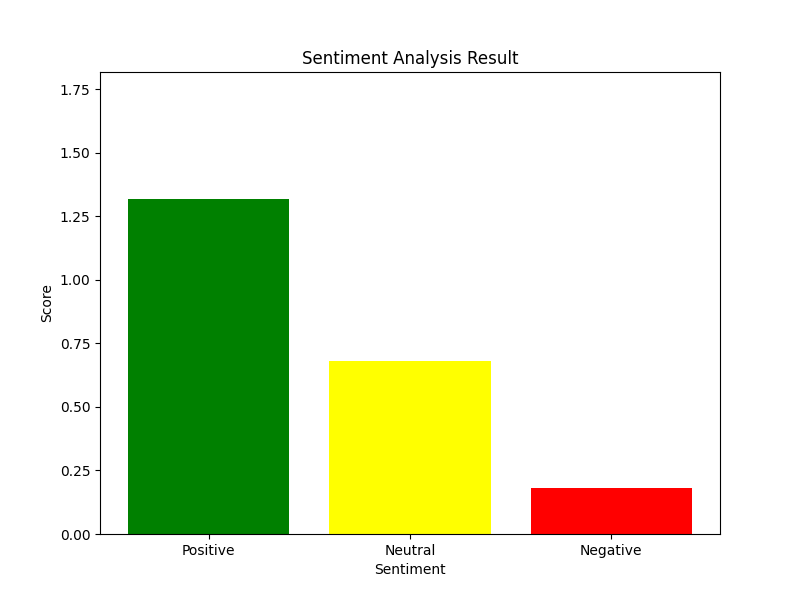 Sentiment Analysis Result
1.75
1.50
1.25
1.00
0.75
0.50
0.25
0.00
Score
Positive Neutral Negative
Sentiment